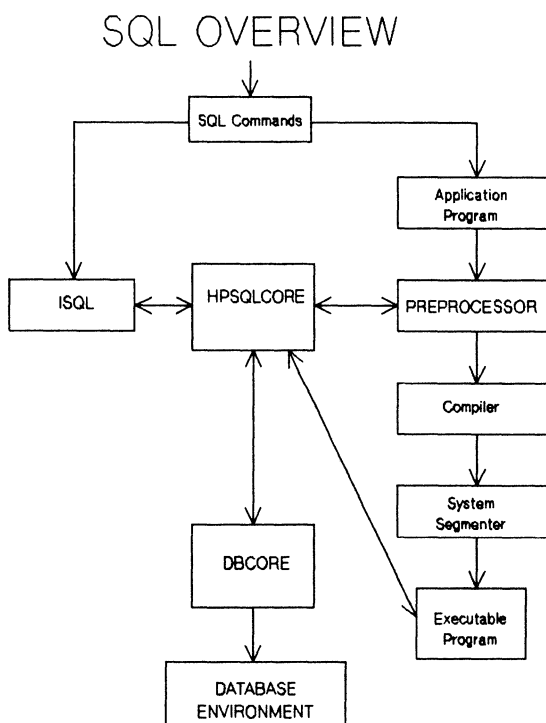 SQL OVERVIEW
SQL Commands
Application
Program
ISQL
HPSQLCORE
PREPROCESSOR
Compiler
System
Segmenter
DBCORE
Executable
Program
DATABASE
ENVIRONMENT